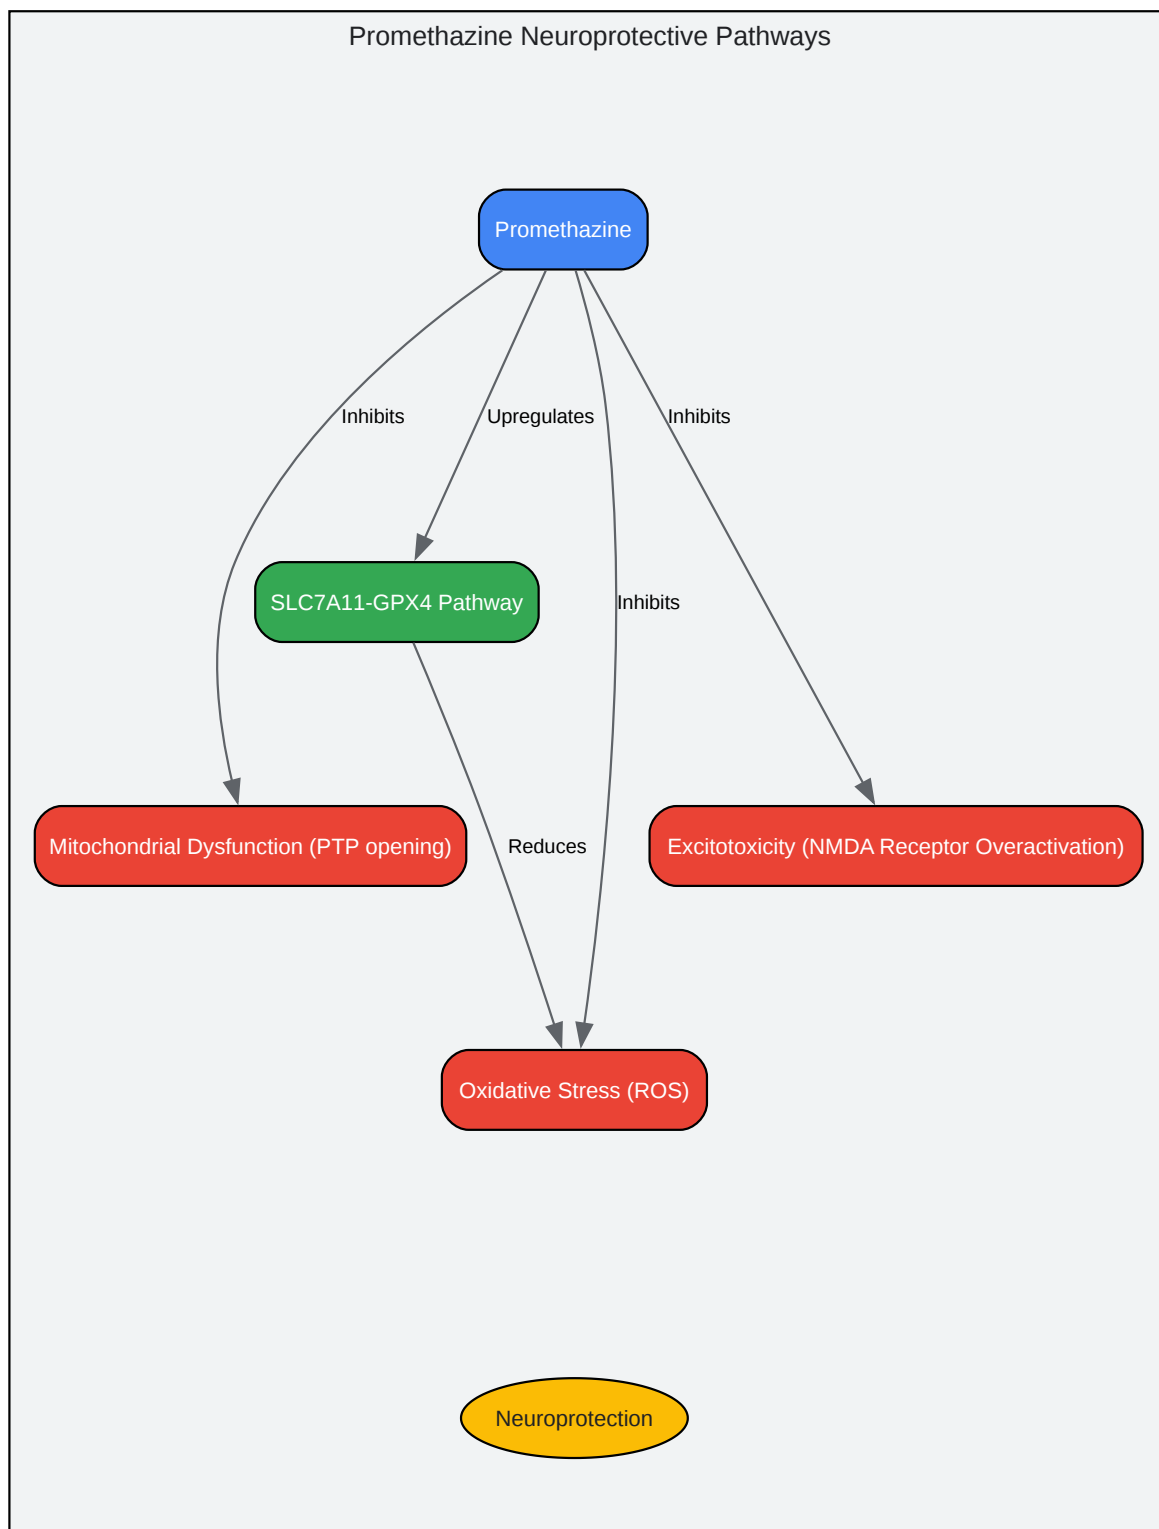 Promethazine Neuroprotective Pathways
Promethazine
Inhibits
Upregulates
Inhibits
SLC7A11-GPX4 Pathway
Inhibits
Mitochondrial Dysfunction (PTP opening)
Reduces
Excitotoxicity (NMDA Receptor Overactivation)
Oxidative Stress (ROS)
Neuroprotection